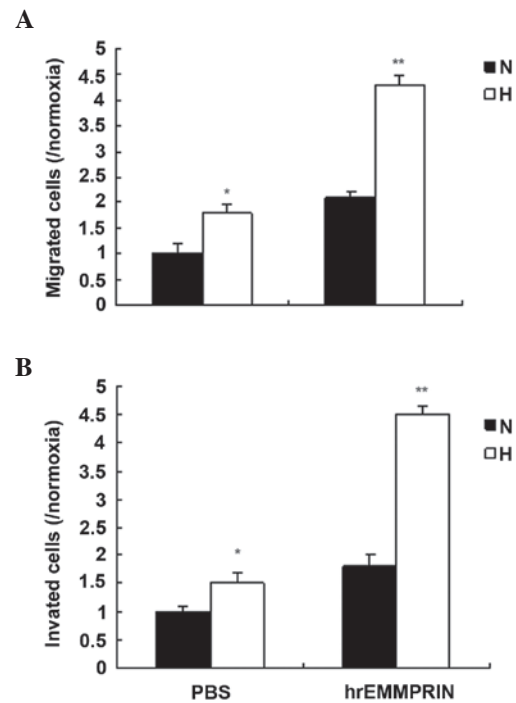 A
Migrated cells (/normoxia)
5
4.5
4
3.5
3
2.5
2
1.5
1
0.5
0
*
**
N
H
B
Invated cells (/normoxia)
5
4.5
4
3.5
3
2.5
2
1.5
1
0.5
0
*
**
N
H
PBS
hrEMMPRIN